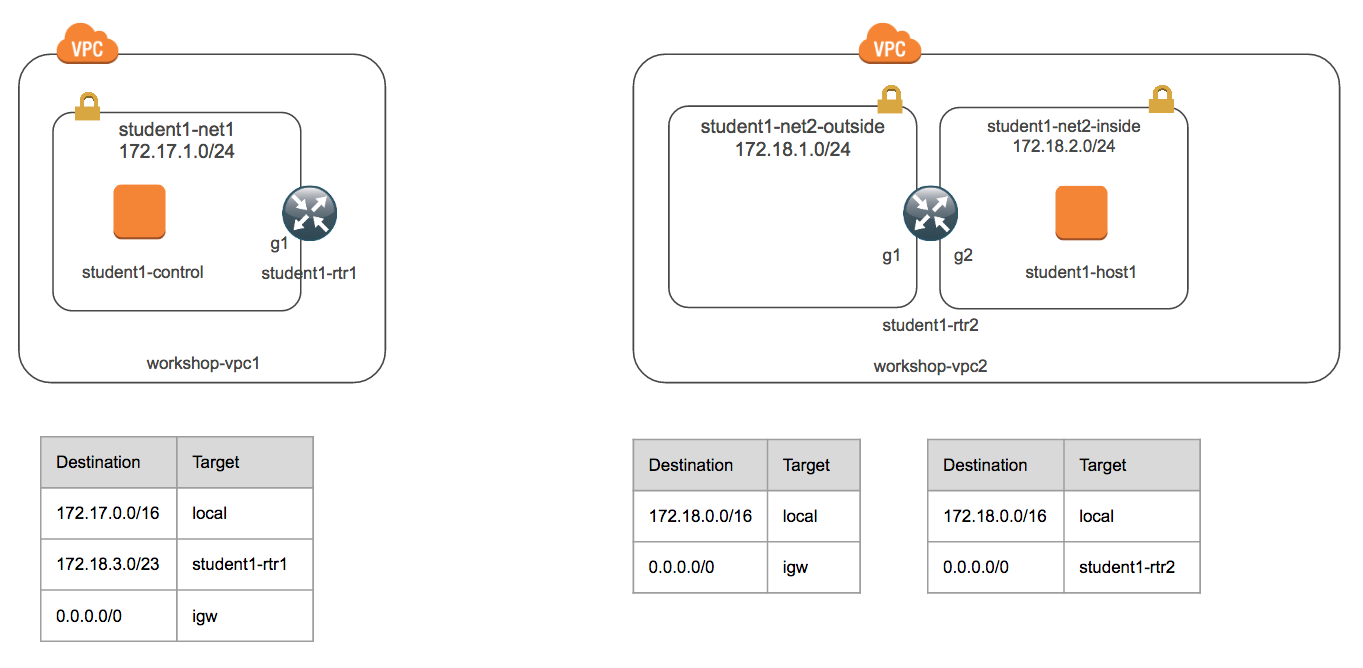 VPC
student1-net1
172.17.1.0/24
g1
student1-control
student1-rtr1
workshop-vpc1
VPC
student1-net2-outside
172.18.1.0/24
student1-net2-inside
172.18.2.0/24
g1
g2
student1-host1
student1-rtr2
workshop-vpc2
Destination Target
172.17.0.0/16 local
172.18.3.0/23 student1-rtr1
0.0.0.0/0 igw
Destination Target
172.18.0.0/16 local
0.0.0.0/0 igw
Destination Target
172.18.0.0/16 local
0.0.0.0/0 student1-rtr2